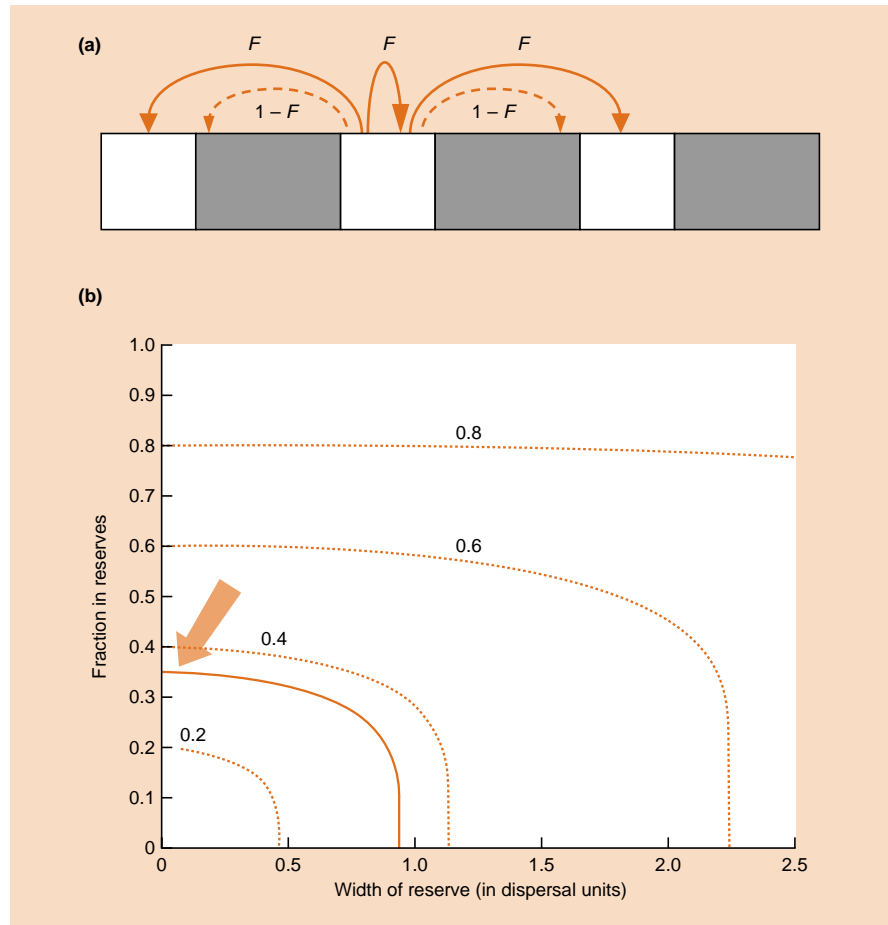 (a)
F F F
1 – F 1 – F
(b)
1.0
0.9
0.8
0.8
0.7
0.6
0.6
0.5
0.4
0.4
0.3
0.2
0.2
0.1
0
Fraction in reserves
0 0.5 1.0 1.5 2.0 2.5
Width of reserve (in dispersal units)